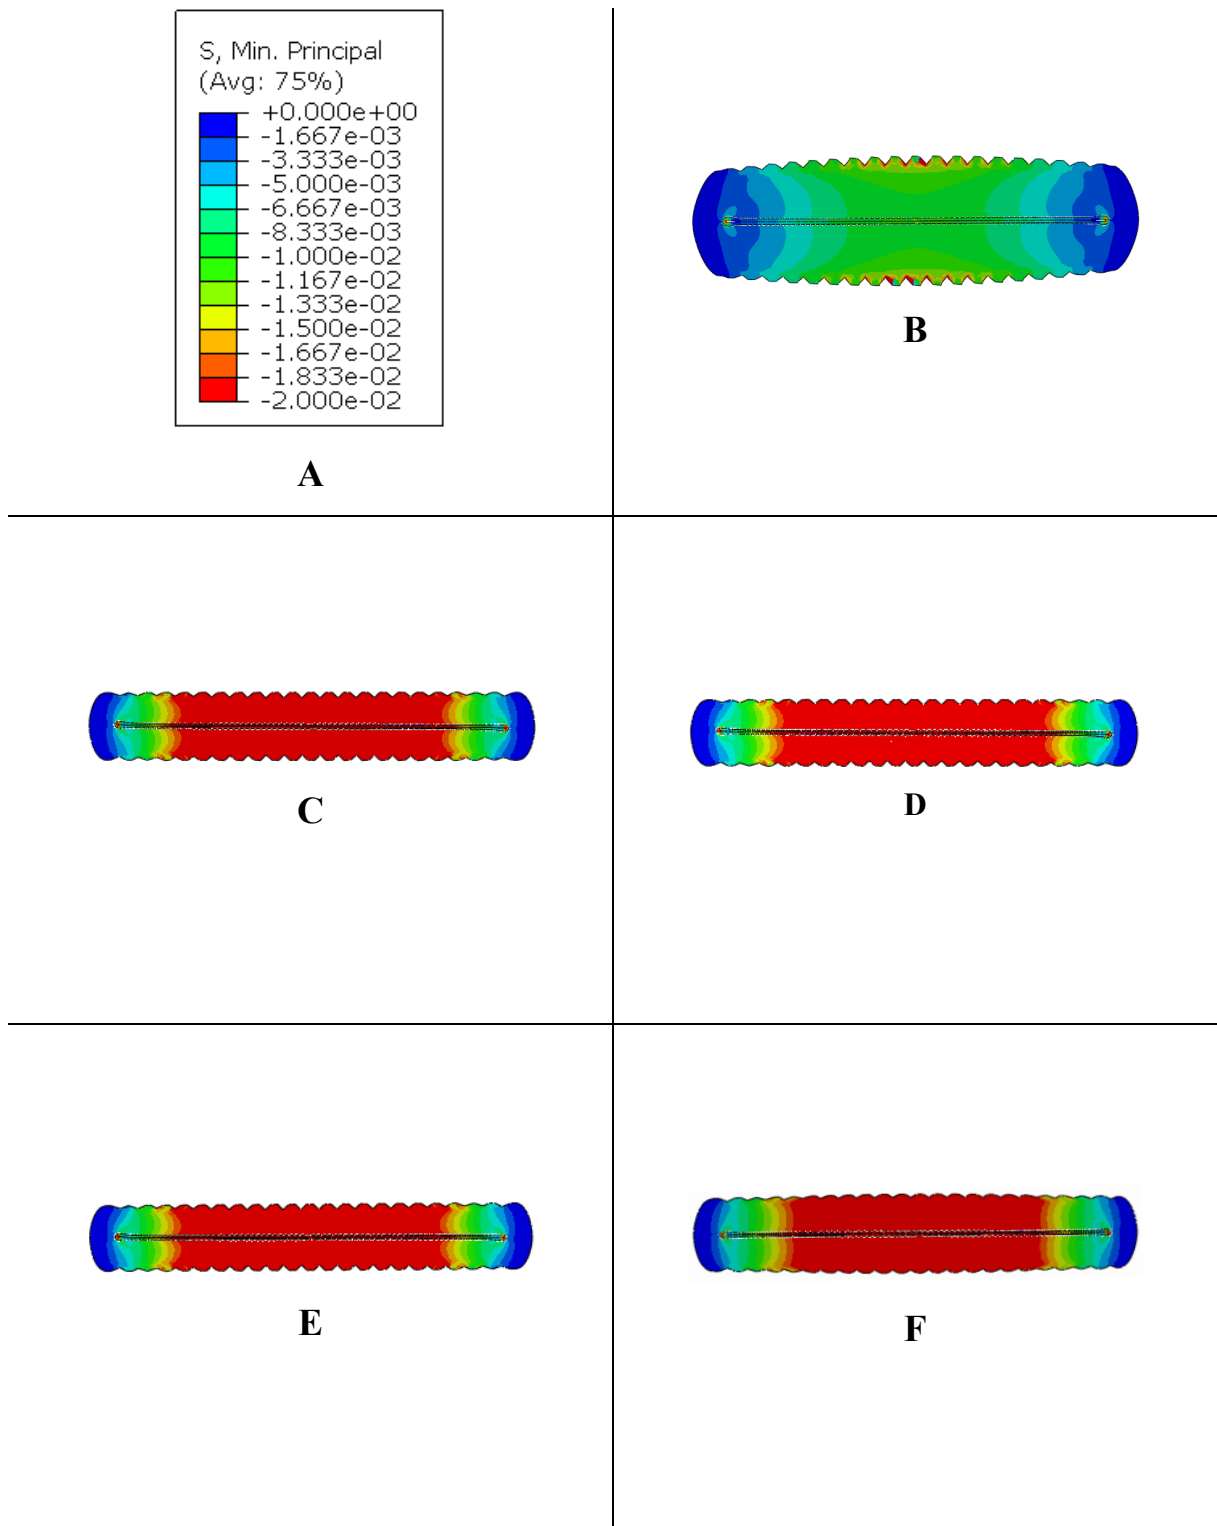 S, Min. Principal
(Avg: 75%)
+0.000e+00
-1.667e-03
-3.333e-03
-5.000e-03
-6.667e-03
-8.333e-03
-1.000e-02
-1.167e-02
-1.333e-02
-1.500e-02
-1.667e-02
-1.833e-02
-2.000e-02
A
B
C
D
E
F